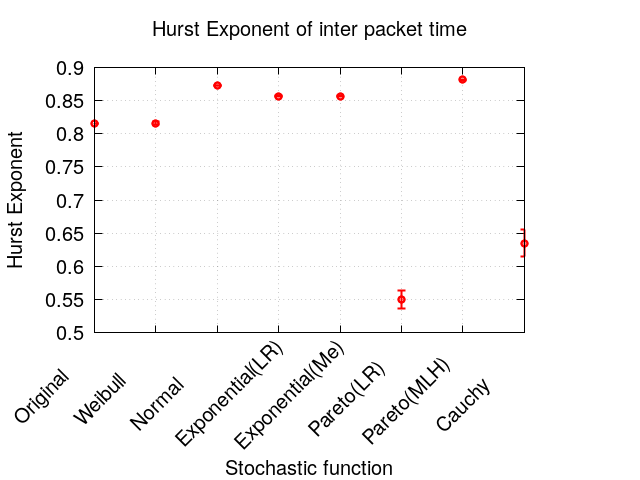 Hurst Exponent of inter packet time
0.9
0.85
0.8
0.75
0.7
0.65
0.6
0.55
0.5
Hurst Exponent
Original
Weibull
Normal
Exponential(LR)
Exponential(Me)
Pareto(LR)
Pareto(MLH)
Cauchy
Stochastic function